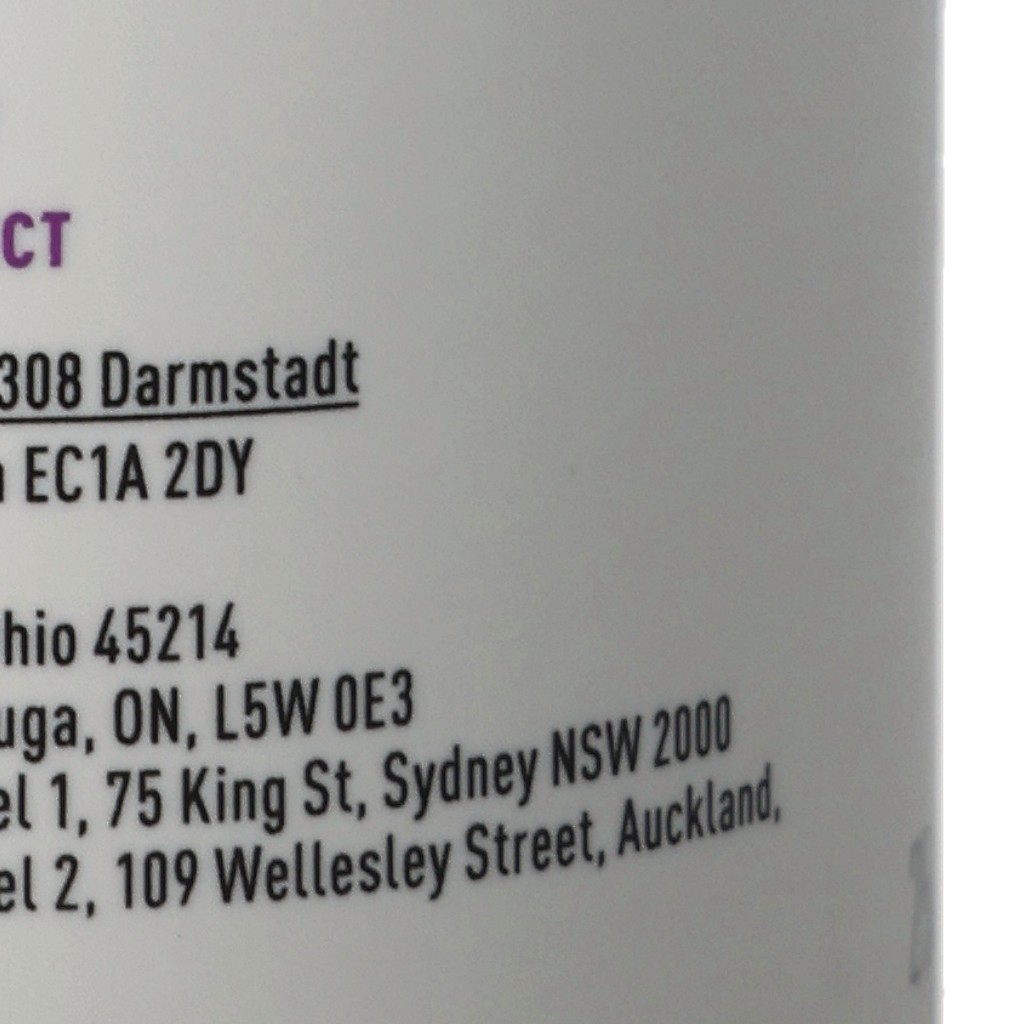 CT
308 Darmstadt
EC1A 2DY
hio 45214
uga, ON, L5W 0E3
el 1, 75 King St, Sydney NSW 2000
el 2, 109 Wellesley Street, Auckland,